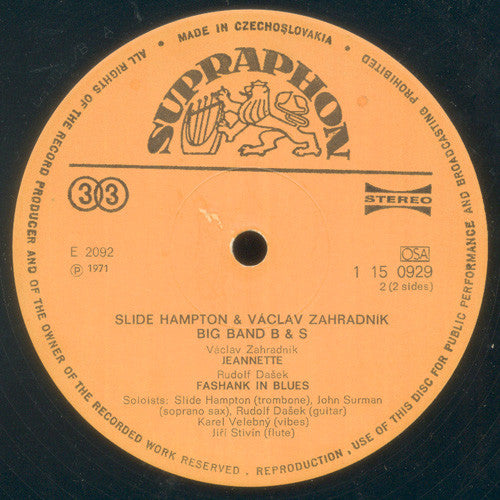 MADE IN CZECHOSLOVAKIA
ALL RIGHTS OF THE RECORD PRODUCER AND OF THE OWNER OF THE RECORDED WORK RESERVED . REPRODUCTION , USE OF THIS DISC FOR PUBLIC PERFORMANCE AND BROADCASTING PROHIBITED
SUPRAPHON
33
STEREO
E 2092
OSA
℗ 1971
1 15 0929
2 (2 sides)
SLIDE HAMPTON & VÁCLAV ZAHRADNÍK
BIG BAND B & S
Václav Zahradník
JEANNETTE
Rudolf Dašek
FASHANK IN BLUES
Soloists: Slide Hampton (trombone), John Surman
(soprano sax), Rudolf Dašek (guitar)
Karel Velebný (vibes)
Jiří Stivín (flute)